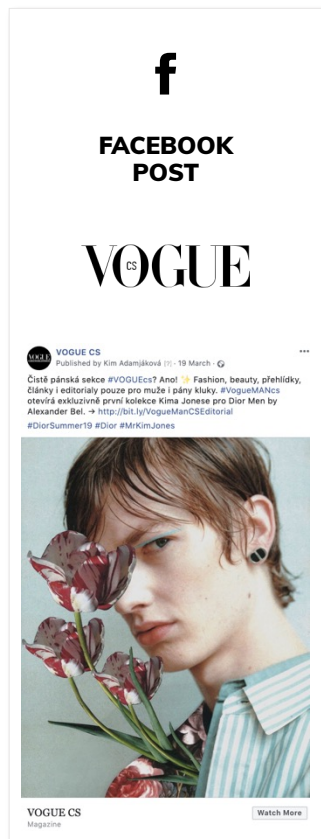 f
FACEBOOK
POST
VOGUE
CS
VOGUE
VOGUE CS
Published by Kim Adamjáková [?] · 19 March ·
Čistě pánská sekce #VOGUEcs? Ano! ✨ Fashion, beauty, přehlídky,
články i editorialy pouze pro muže i pány kluky. #VogueMANcs
otevírá exkluzivně první kolekce Kima Jonese pro Dior Men by
Alexander Bel. → http://bit.ly/VogueManCSEditorial
#DiorSummer19 #Dior #MrKimJones
VOGUE CS
Magazine
Watch More